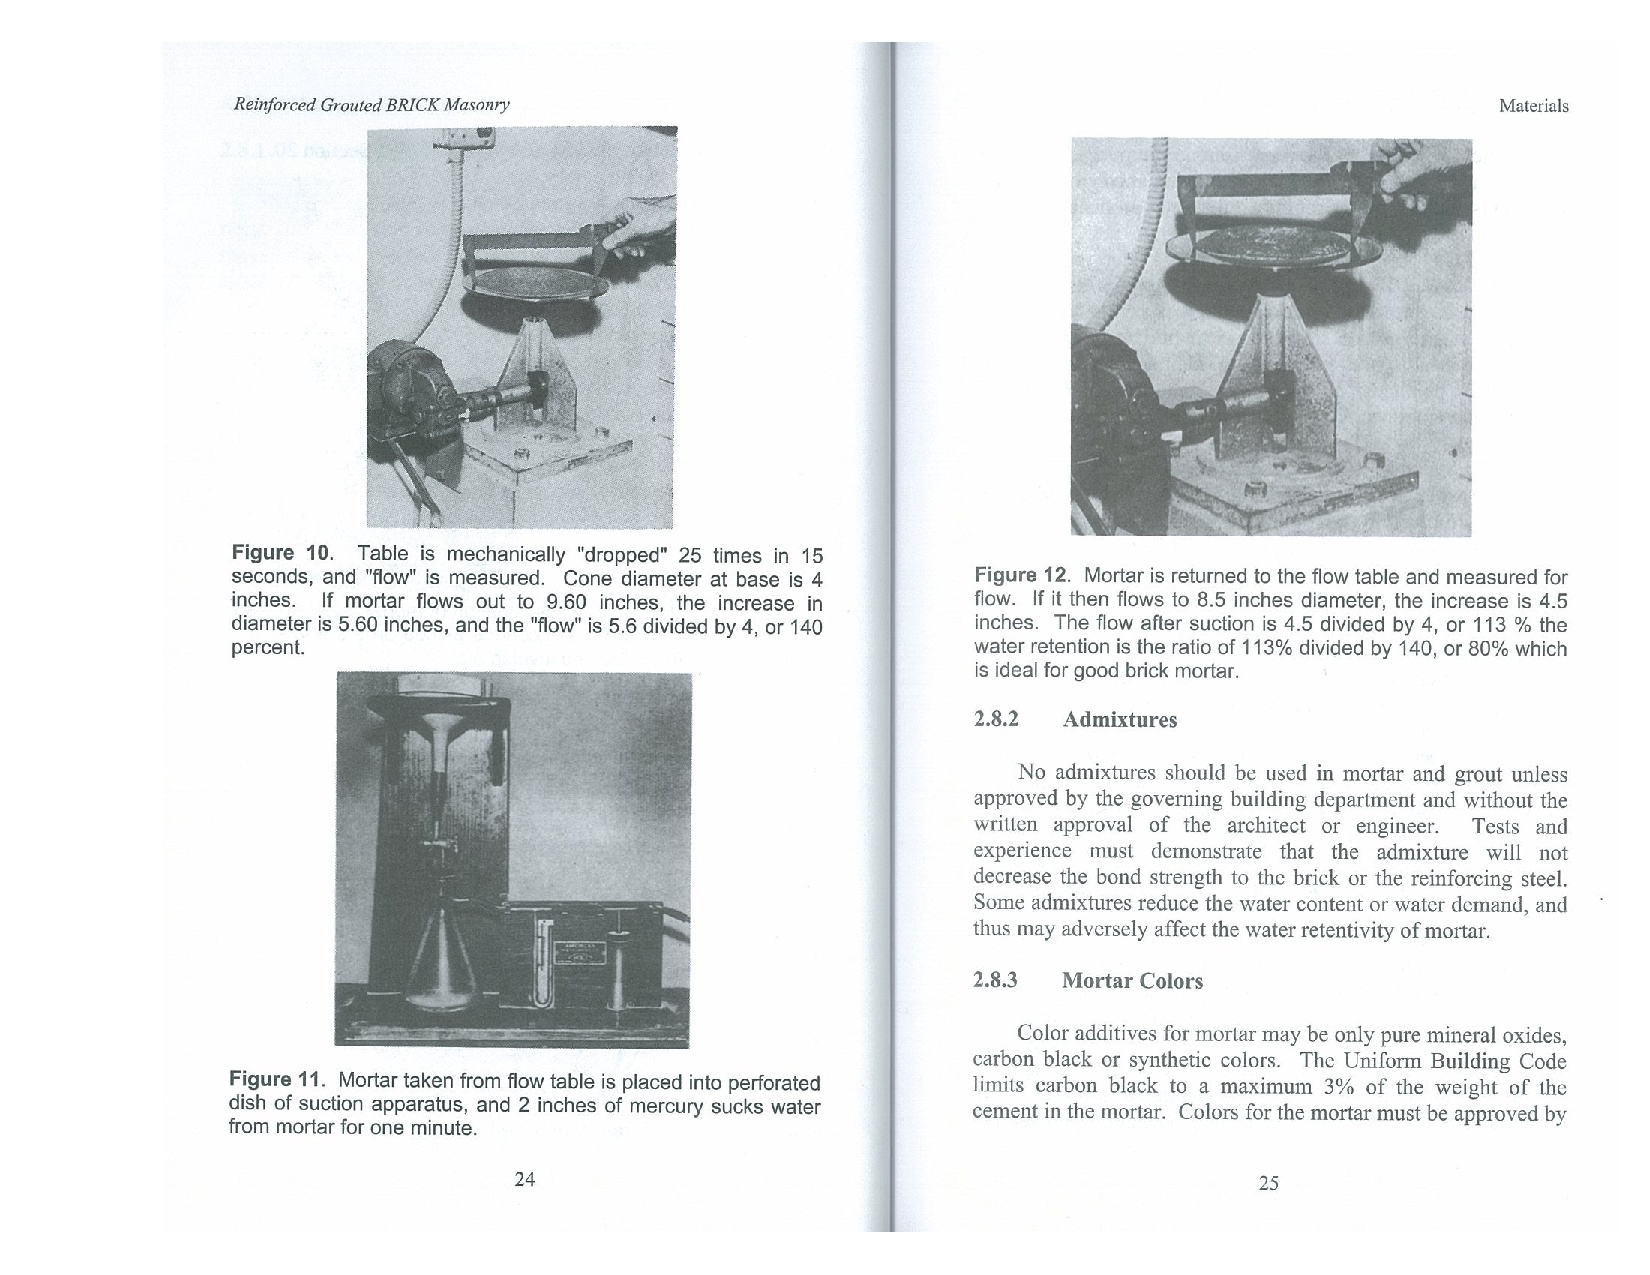 Reinforced Grouted BRICK Masonry
Figure 10. Table is mechanically "dropped" 25 times in 15
seconds, and "flow" is measured. Cone diameter at base is 4
inches. If mortar flows out to 9.60 inches, the increase in
diameter is 5.60 inches, and the "flow" is 5.6 divided by 4, or 140
percent.
Figure 11. Mortar taken from flow table is placed into perforated
dish of suction apparatus, and 2 inches of mercury sucks water
from mortar for one minute.
24
Materials
Figure 12. Mortar is returned to the flow table and measured for
flow. If it then flows to 8.5 inches diameter, the increase is 4.5
inches. The flow after suction is 4.5 divided by 4, or 113 % the
water retention is the ratio of 113% divided by 140, or 80% which
is ideal for good brick mortar.
2.8.2 Admixtures
No admixtures should be used in mortar and grout unless
approved by the governing building department and without the
written approval of the architect or engineer. Tests and
experience must demonstrate that the admixture will not
decrease the bond strength to the brick or the reinforcing steel.
Some admixtures reduce the water content or water demand, and
thus may adversely affect the water retentivity of mortar.
2.8.3 Mortar Colors
Color additives for mortar may be only pure mineral oxides,
carbon black or synthetic colors. The Uniform Building Code
limits carbon black to a maximum 3% of the weight of the
cement in the mortar. Colors for the mortar must be approved by
25